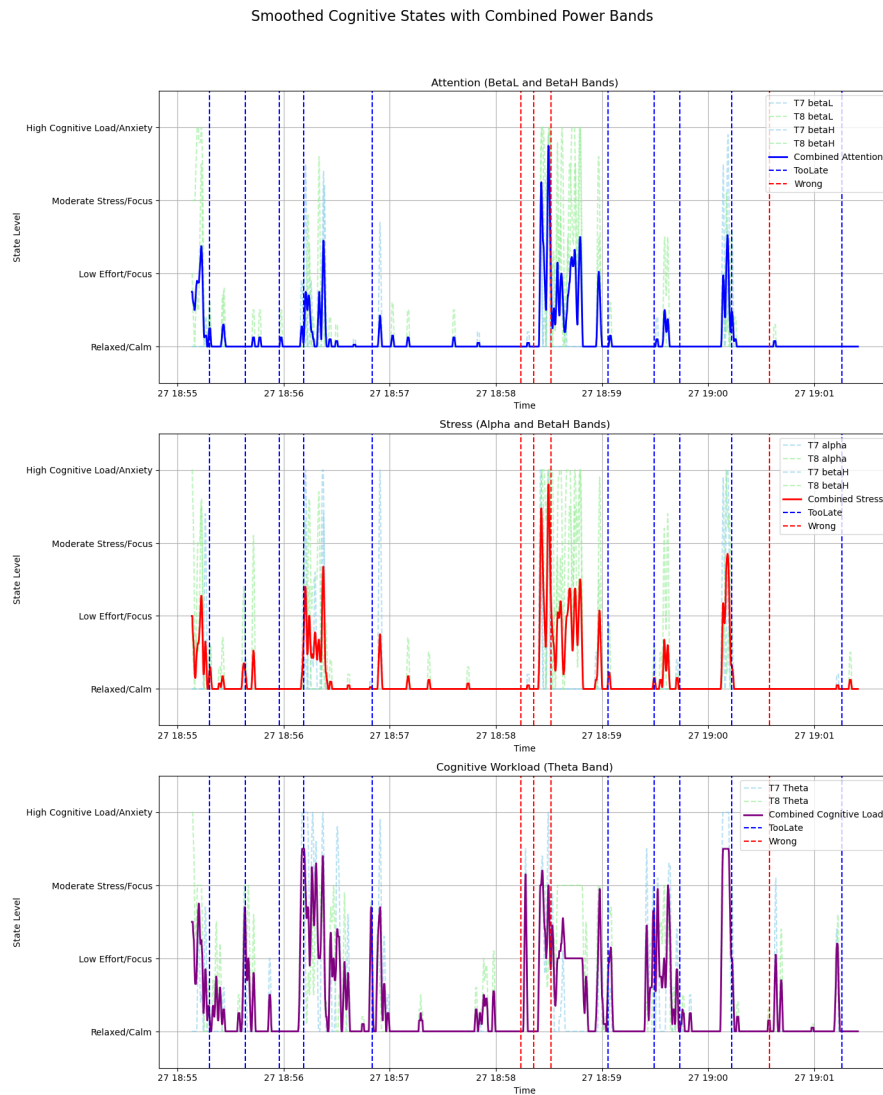 Smoothed Cognitive States with Combined Power Bands
Attention (BetaL and BetaH Bands)
High Cognitive Load/Anxiety
Moderate Stress/Focus
Low Effort/Focus
Relaxed/Calm
State Level
T7 betaL
T8 betaL
T7 betaH
T8 betaH
Combined Attention
TooLate
Wrong
27 18:55
27 18:56
27 18:57
27 18:58
27 18:59
27 19:00
27 19:01
Time
Stress (Alpha and BetaH Bands)
High Cognitive Load/Anxiety
Moderate Stress/Focus
Low Effort/Focus
Relaxed/Calm
State Level
T7 alpha
T8 alpha
T7 betaH
T8 betaH
Combined Stress
TooLate
Wrong
27 18:55
27 18:56
27 18:57
27 18:58
27 18:59
27 19:00
27 19:01
Time
Cognitive Workload (Theta Band)
High Cognitive Load/Anxiety
Moderate Stress/Focus
Low Effort/Focus
Relaxed/Calm
State Level
T7 Theta
T8 Theta
Combined Cognitive Load
TooLate
Wrong
27 18:55
27 18:56
27 18:57
27 18:58
27 18:59
27 19:00
27 19:01
Time